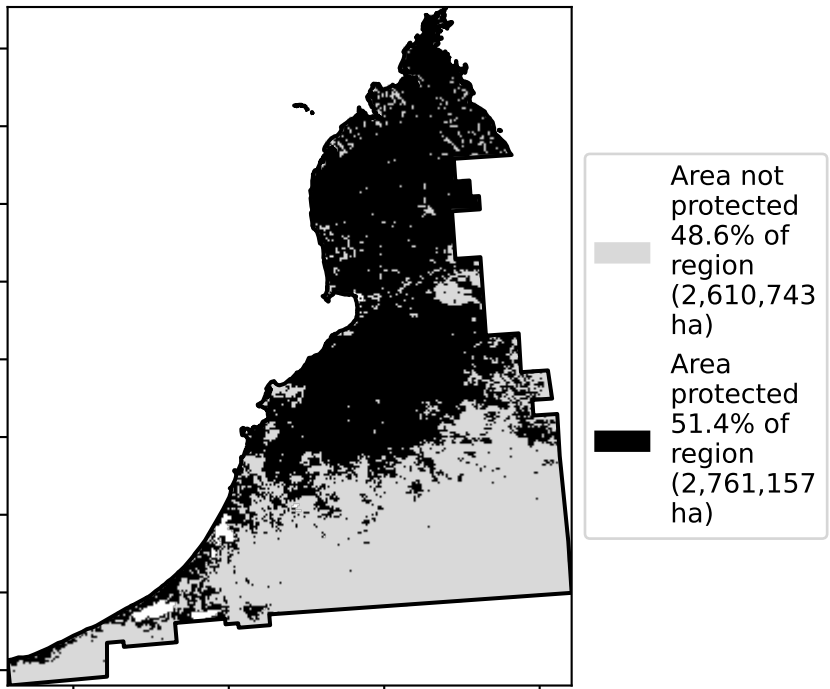 Area not
protected
48.6% of
region
(2,610,743
ha)
Area
protected
51.4% of
region
(2,761,157
ha)